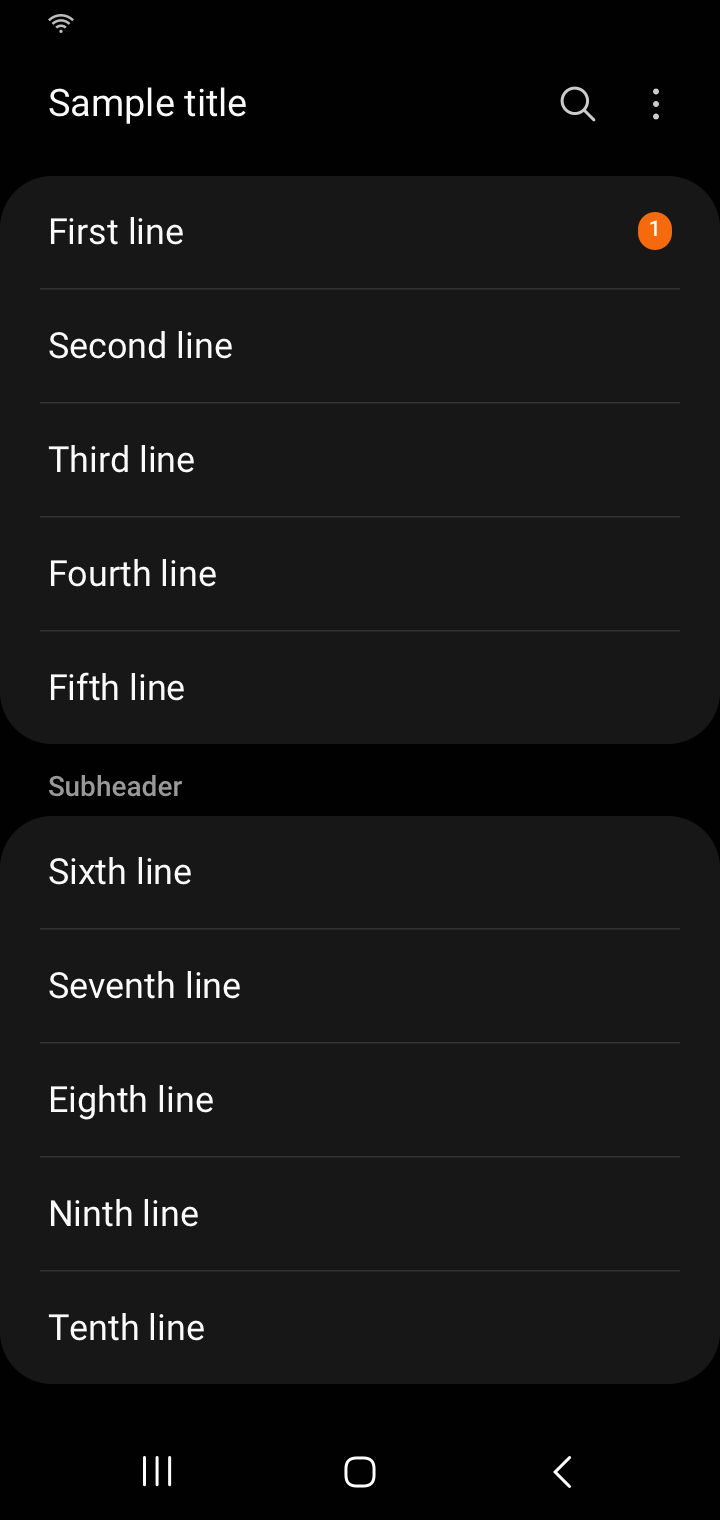 Sample title
First line
1
Second line
Third line
Fourth line
Fifth line
Subheader
Sixth line
Seventh line
Eighth line
Ninth line
Tenth line